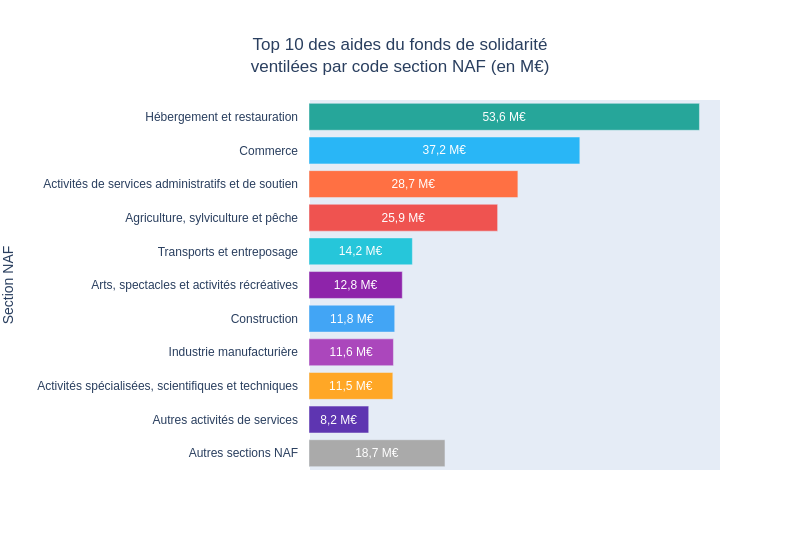 Top 10 des aides du fonds de solidarité
ventilées par code section NAF (en M€)
Section NAF
Hébergement et restauration 53,6 M€
Commerce 37,2 M€
Activités de services administratifs et de soutien 28,7 M€
Agriculture, sylviculture et pêche 25,9 M€
Transports et entreposage 14,2 M€
Arts, spectacles et activités récréatives 12,8 M€
Construction 11,8 M€
Industrie manufacturière 11,6 M€
Activités spécialisées, scientifiques et techniques 11,5 M€
Autres activités de services 8,2 M€
Autres sections NAF 18,7 M€